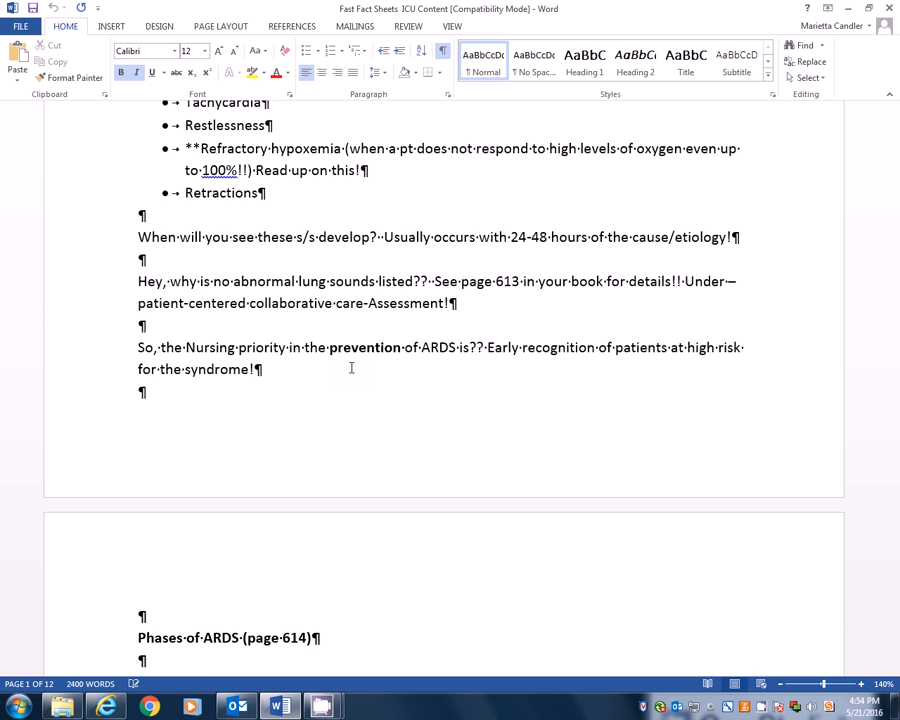 Fast Fact Sheets ICU Content [Compatibility Mode] - Word
FILE HOME INSERT DESIGN PAGE LAYOUT REFERENCES MAILINGS REVIEW VIEW Marietta Candler
Paste
Cut
Copy
Format Painter
Calibri 12
AaBbCcDc AaBbCcDc AaBbC AaBbCc AaBbC AaBbCcD
¶ Normal ¶ No Spac... Heading 1 Heading 2 Title Subtitle
Find
Replace
Select
Clipboard Font Paragraph Styles Editing
Tachycardia¶
Restlessness¶
**Refractory hypoxemia (when a pt does not respond to high levels of oxygen even up
to 100%!!) Read up on this!¶
Retractions¶
¶
When will you see these s/s develop? Usually occurs with 24-48 hours of the cause/etiology!¶
¶
Hey, why is no abnormal lung sounds listed?? See page 613 in your book for details!! Under –
patient-centered collaborative care-Assessment!¶
¶
So, the Nursing priority in the prevention of ARDS is?? Early recognition of patients at high risk
for the syndrome!¶
¶
¶
Phases of ARDS (page 614)¶
¶
PAGE 1 OF 12 2400 WORDS 140%
4:54 PM
5/21/2016